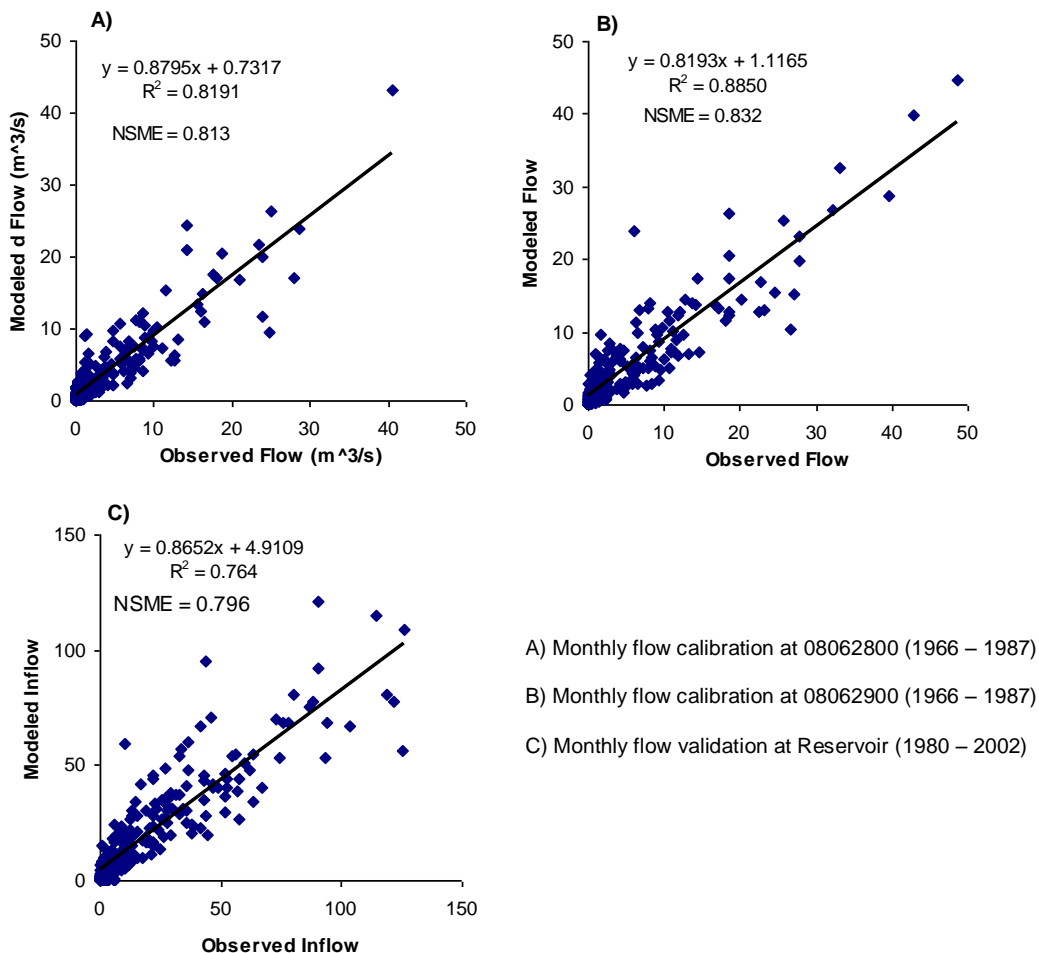 A)
50
40
30
20
10
0
y = 0.8795x + 0.7317
R² = 0.8191
NSME = 0.813
Modeled d Flow (m^3/s)
0 10 20 30 40 50
Observed Flow (m^3/s)
B)
50
40
30
20
10
0
y = 0.8193x + 1.1165
R² = 0.8850
NSME = 0.832
Modeled Flow
0 10 20 30 40 50
Observed Flow
C)
150
100
50
0
y = 0.8652x + 4.9109
R² = 0.764
NSME = 0.796
Modeled Inflow
0 50 100 150
Observed Inflow
A) Monthly flow calibration at 08062800 (1966 – 1987)
B) Monthly flow calibration at 08062900 (1966 – 1987)
C) Monthly flow validation at Reservoir (1980 – 2002)